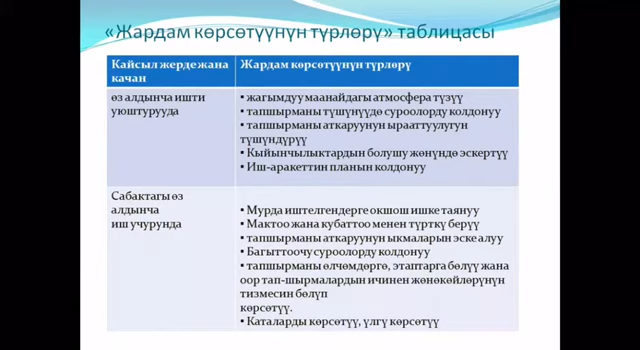 «Жардам көрсөтүүнүн түрлөрү» таблицасы
Кайсыл жерде жана
качан
Жардам көрсөтүүнүн түрлөрү
өз алдынча ишти
уюштурууда
• жагымдуу маанайдагы атмосфера түзүү
• тапшырманы түшүнүүдө суроолорду колдонуу
• тапшырманы аткаруунун ырааттуулугун
түшүндүрүү
• Кыйынчылыктардын болушу жөнүндө эскертүү
• Иш-аракеттин планын колдонуу
Сабактагы өз
алдынча
иш учурунда
• Мурда иштелгендерге окшош ишке таянуу
• Мактоо жана кубаттоо менен түрткү берүү
• тапшырманы аткаруунун ыкмаларын эске алуу
• Багыттоочу суроолорду колдонуу
• тапшырманы өлчөмдөргө, этаптарга бөлүү жана
оор тап-шырмалардын ичинен жөнөкөйлөрүнүн
тизмесин бөлүп
көрсөтүү.
• Каталарды көрсөтүү, үлгү көрсөтүү